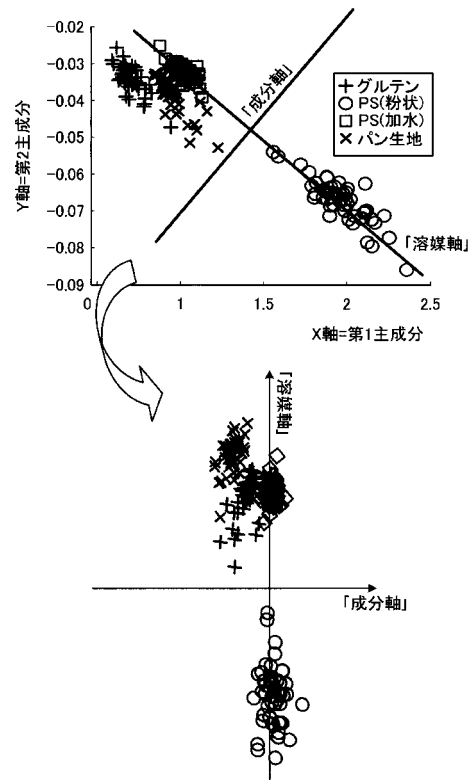 -0.02
-0.03
-0.04
-0.05
-0.06
-0.07
-0.08
-0.09
Y軸=第2主成分
「成分軸」
+グルテン
○PS(粉状)
□PS(加水)
×パン生地
「溶媒軸」
0
1
1.5
2
2.5
X軸=第1主成分
「溶媒軸」
「成分軸」